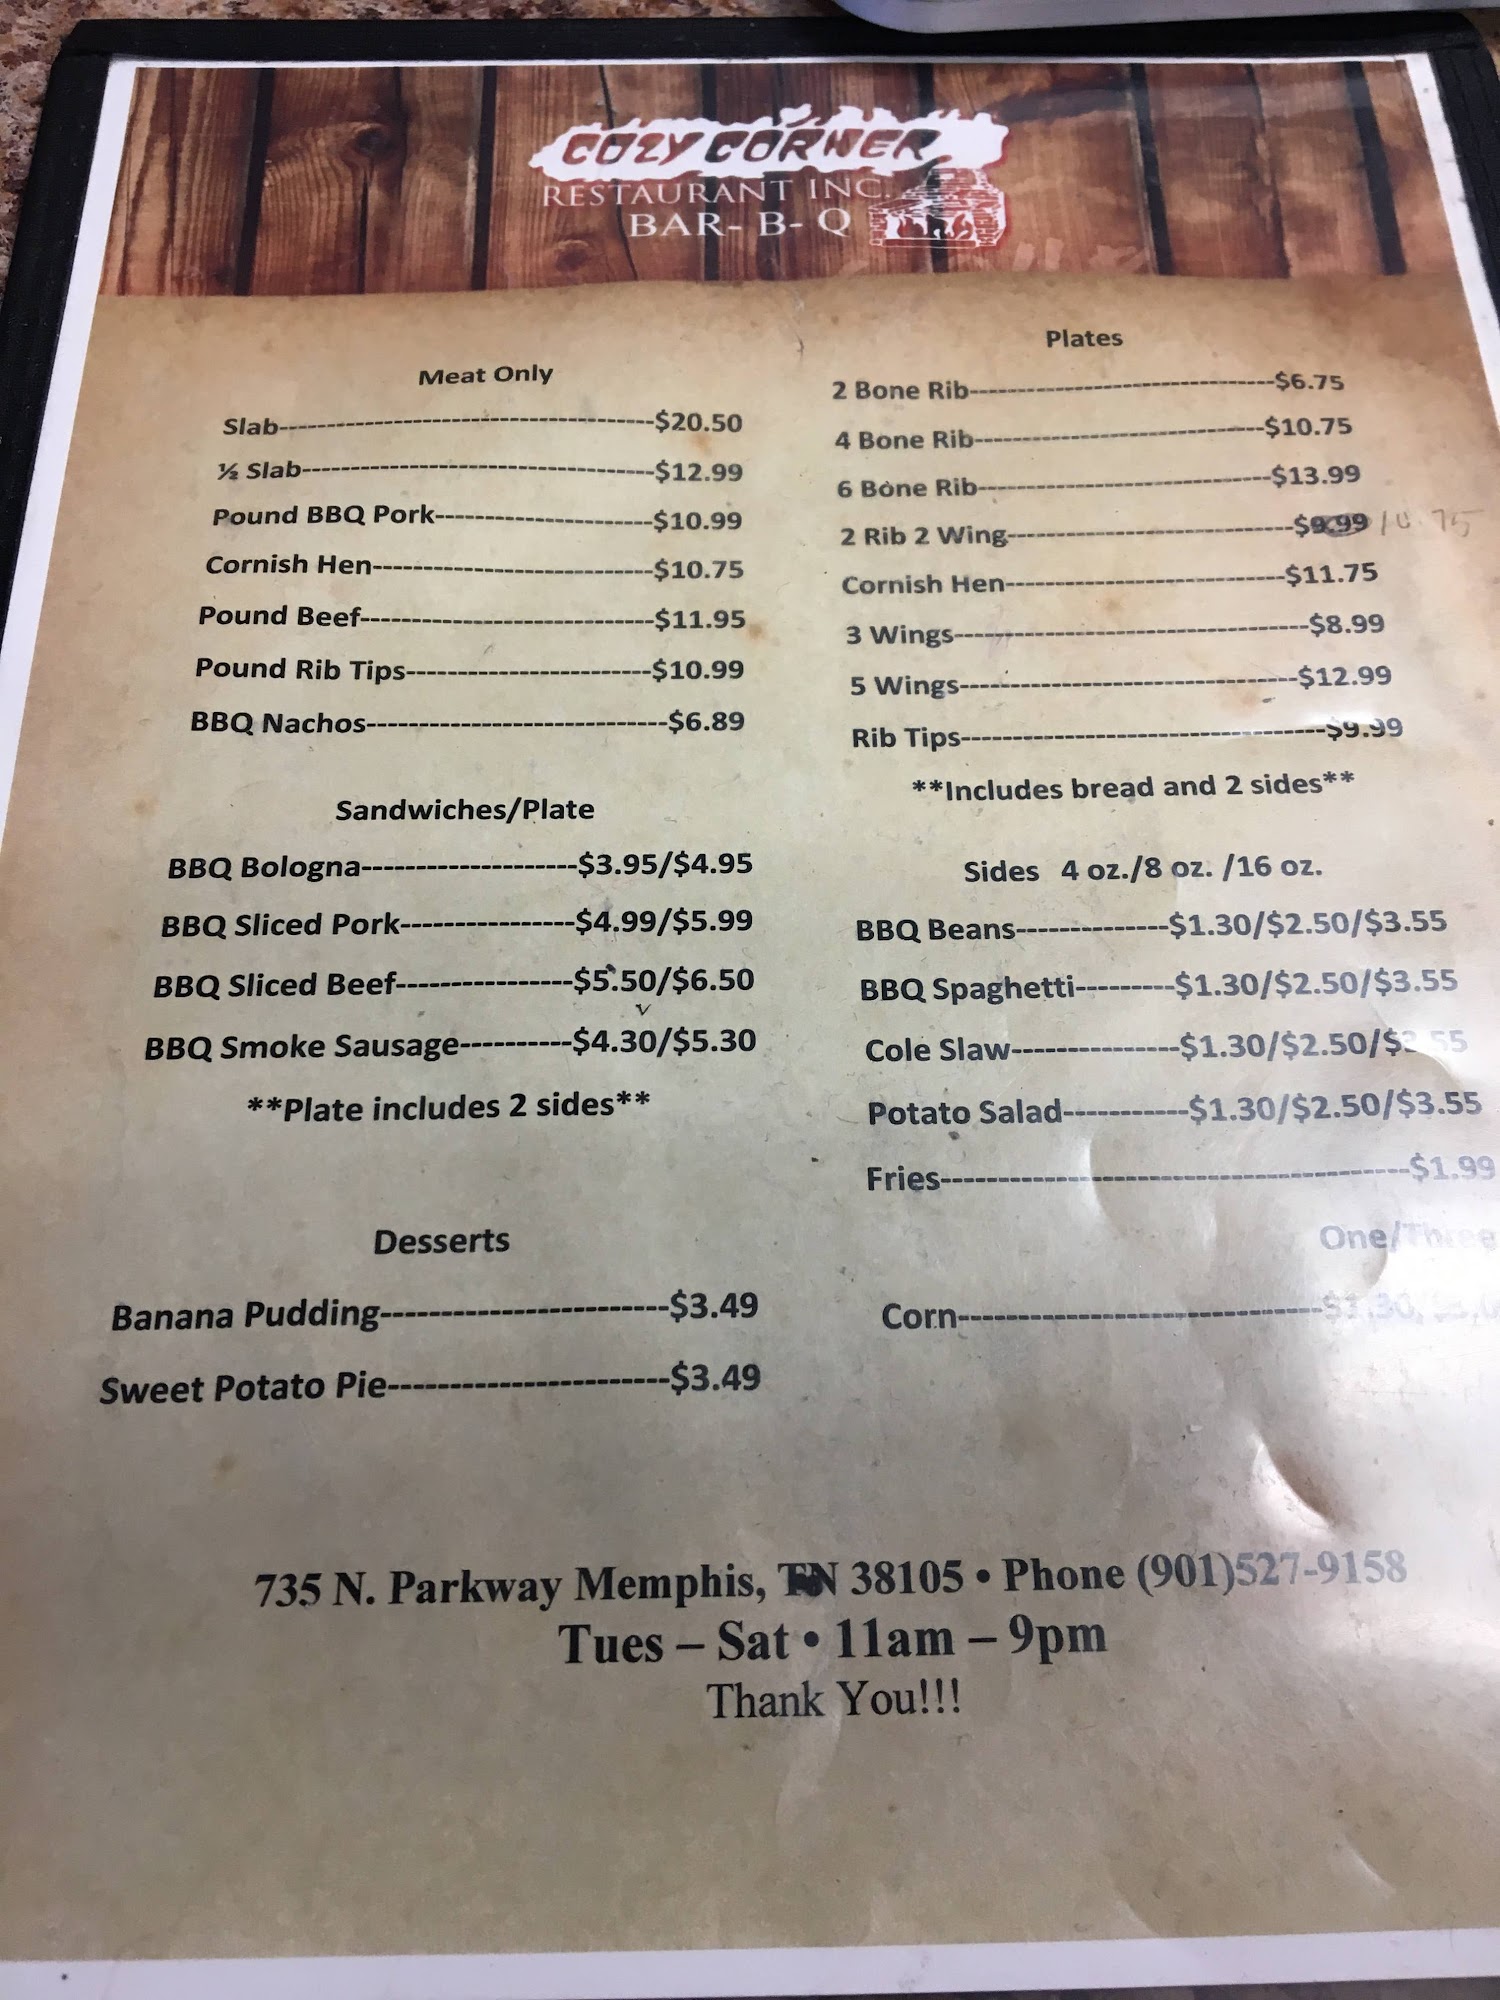 COZY CORNER
RESTAURANT INC.
BAR-B-Q
Meat Only
Slab--------------------$20.50
½ Slab--------------------$12.99
Pound BBQ Pork--------------------$10.99
Cornish Hen--------------------$10.75
Pound Beef--------------------$11.95
Pound Rib Tips--------------------$10.99
BBQ Nachos--------------------$6.89
Sandwiches/Plate
BBQ Bologna--------------------$3.95/$4.95
BBQ Sliced Pork----------------$4.99/$5.99
BBQ Sliced Beef----------------$5.50/$6.50
BBQ Smoke Sausage----------$4.30/$5.30
**Plate includes 2 sides**
Desserts
Banana Pudding--------------------$3.49
Sweet Potato Pie--------------------$3.49
Plates
2 Bone Rib--------------------$6.75
4 Bone Rib--------------------$10.75
6 Bone Rib--------------------$13.99
2 Rib 2 Wing--------------------$9.99 10.75
Cornish Hen--------------------$11.75
3 Wings--------------------$8.99
5 Wings--------------------$12.99
Rib Tips--------------------$9.99
**Includes bread and 2 sides**
Sides 4 oz./8 oz. /16 oz.
BBQ Beans--------------$1.30/$2.50/$3.55
BBQ Spaghetti---------$1.30/$2.50/$3.55
Cole Slaw---------------$1.30/$2.50/$3.55
Potato Salad-----------$1.30/$2.50/$3.55
Fries--------------------$1.99
One/Three
Corn--------------------$1.30/
735 N. Parkway Memphis, TN 38105 • Phone (901)527-9158
Tues – Sat • 11am – 9pm
Thank You!!!